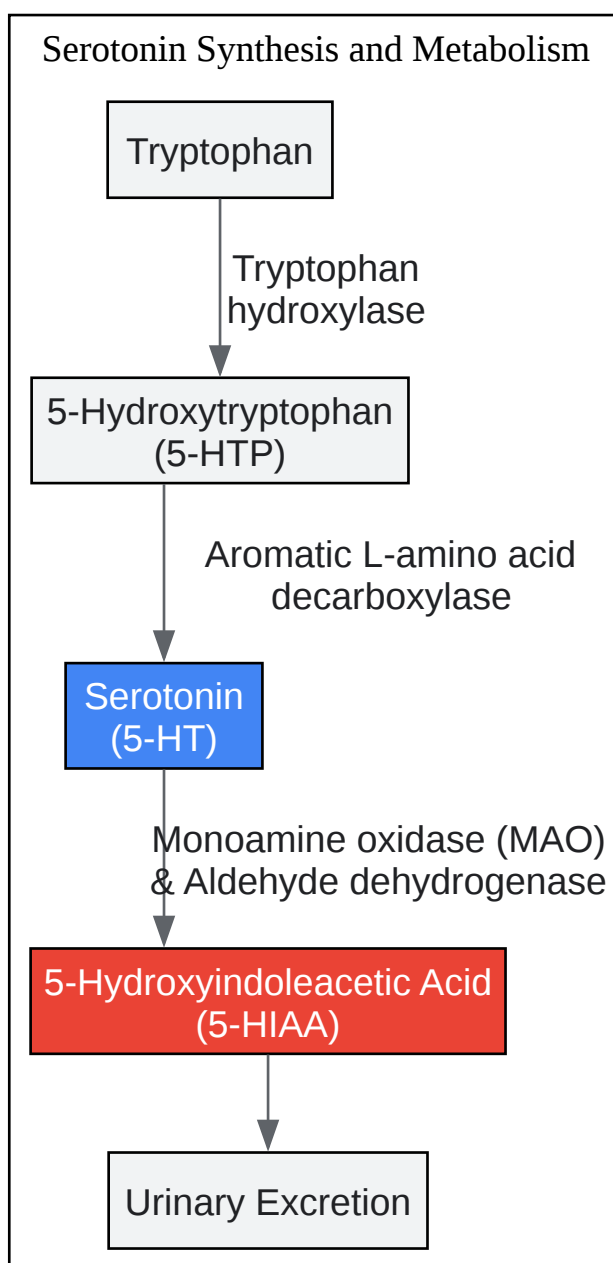 Serotonin Synthesis and Metabolism
Tryptophan
Tryptophan
hydroxylase
5-Hydroxytryptophan
(5-HTP)
Aromatic L-amino acid
decarboxylase
Serotonin
(5-HT)
Monoamine oxidase (MAO)
& Aldehyde dehydrogenase
5-Hydroxyindoleacetic Acid
(5-HIAA)
Urinary Excretion